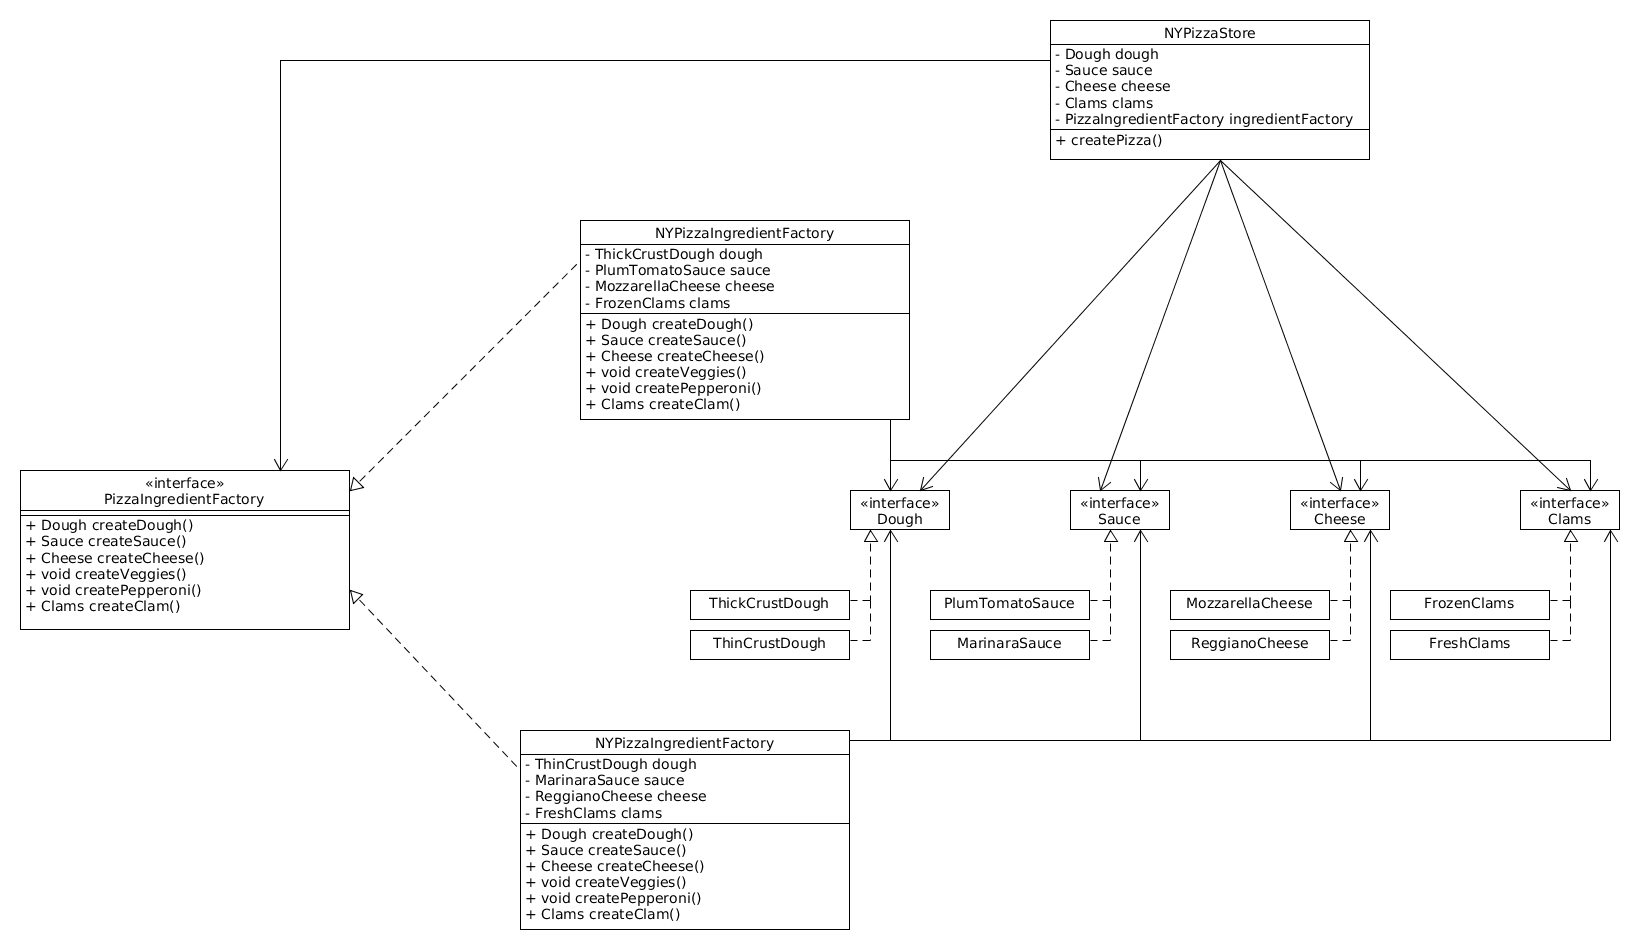 NYPizzaStore
- Dough dough
- Sauce sauce
- Cheese cheese
- Clams clams
- PizzaIngredientFactory ingredientFactory
+ createPizza()
NYPizzaIngredientFactory
- ThickCrustDough dough
- PlumTomatoSauce sauce
- MozzarellaCheese cheese
- FrozenClams clams
+ Dough createDough()
+ Sauce createSauce()
+ Cheese createCheese()
+ void createVeggies()
+ void createPepperoni()
+ Clams createClam()
«interface»
PizzaIngredientFactory
+ Dough createDough()
+ Sauce createSauce()
+ Cheese createCheese()
+ void createVeggies()
+ void createPepperoni()
+ Clams createClam()
«interface»
Dough
«interface»
Sauce
«interface»
Cheese
«interface»
Clams
ThickCrustDough
PlumTomatoSauce
MozzarellaCheese
FrozenClams
ThinCrustDough
MarinaraSauce
ReggianoCheese
FreshClams
NYPizzaIngredientFactory
- ThinCrustDough dough
- MarinaraSauce sauce
- ReggianoCheese cheese
- FreshClams clams
+ Dough createDough()
+ Sauce createSauce()
+ Cheese createCheese()
+ void createVeggies()
+ void createPepperoni()
+ Clams createClam()